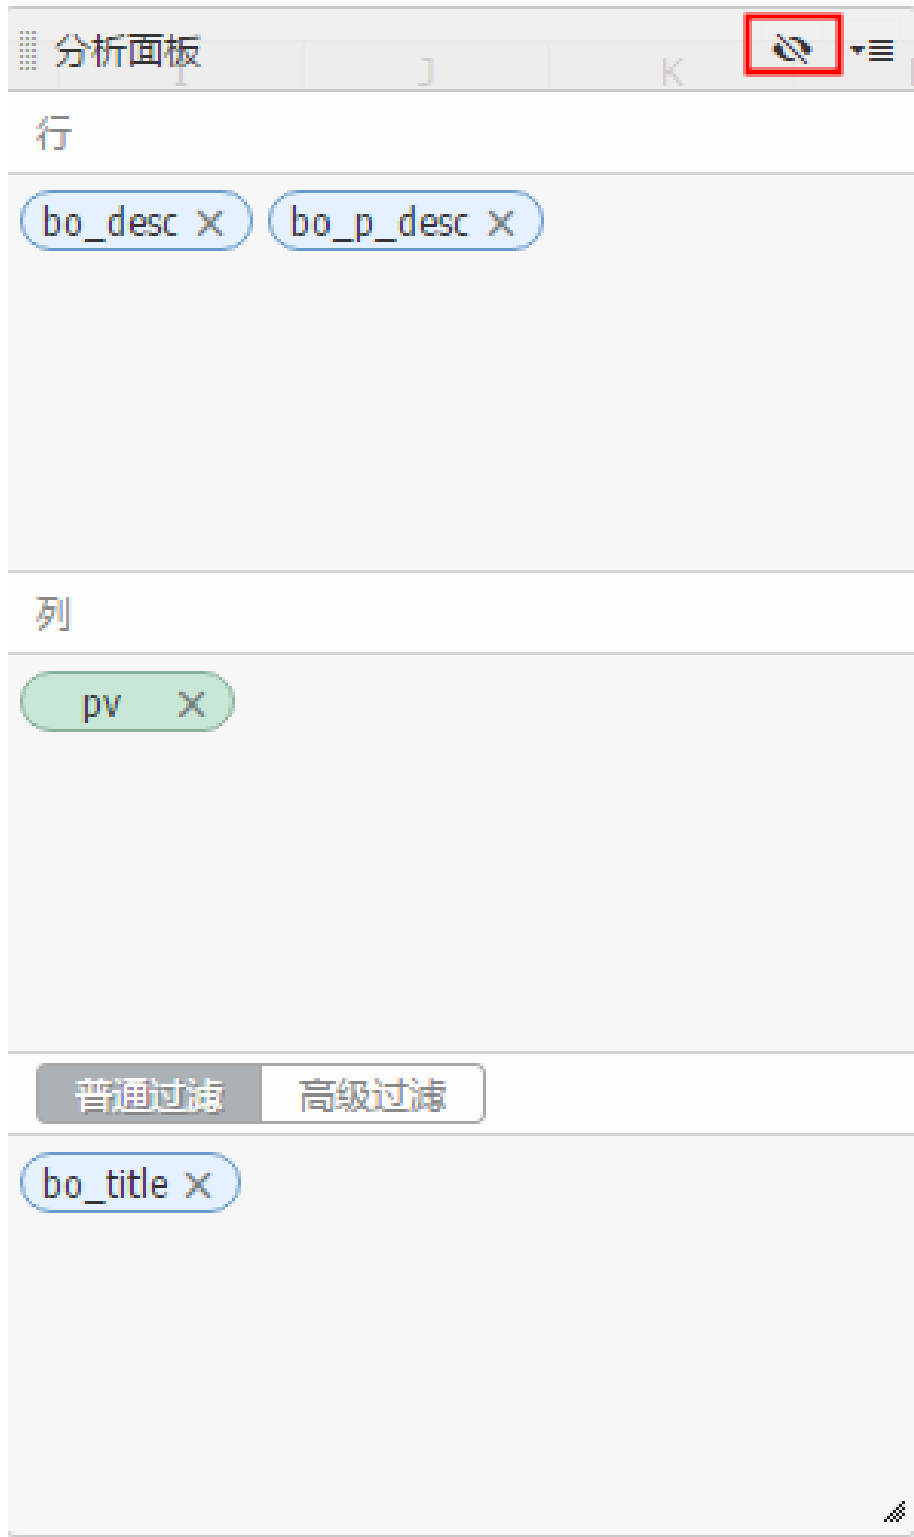 分析面板
I J K
行
bo_desc bo_p_desc
列
pv
普通过滤 高级过滤
bo_title